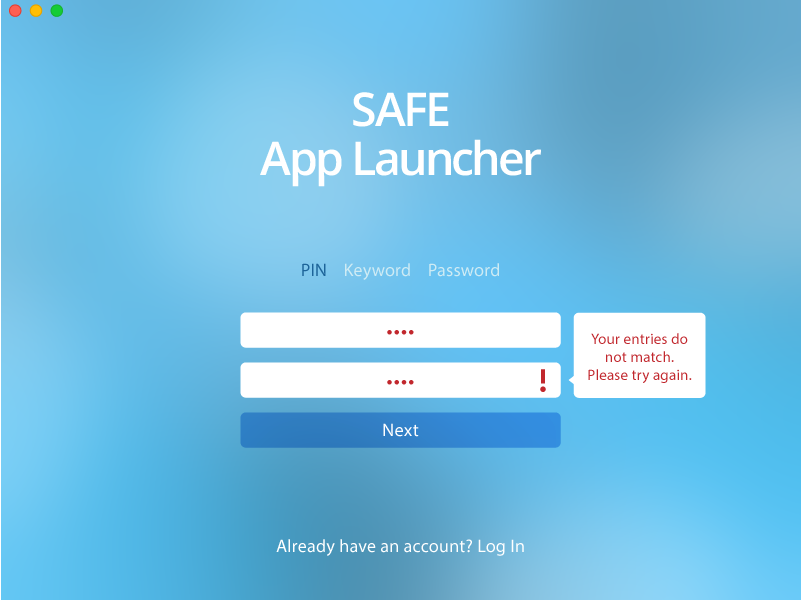 SAFE
App Launcher
PIN Keyword Password
••••
Your entries do
not match.
Please try again.
•••• !
Next
Already have an account? Log In